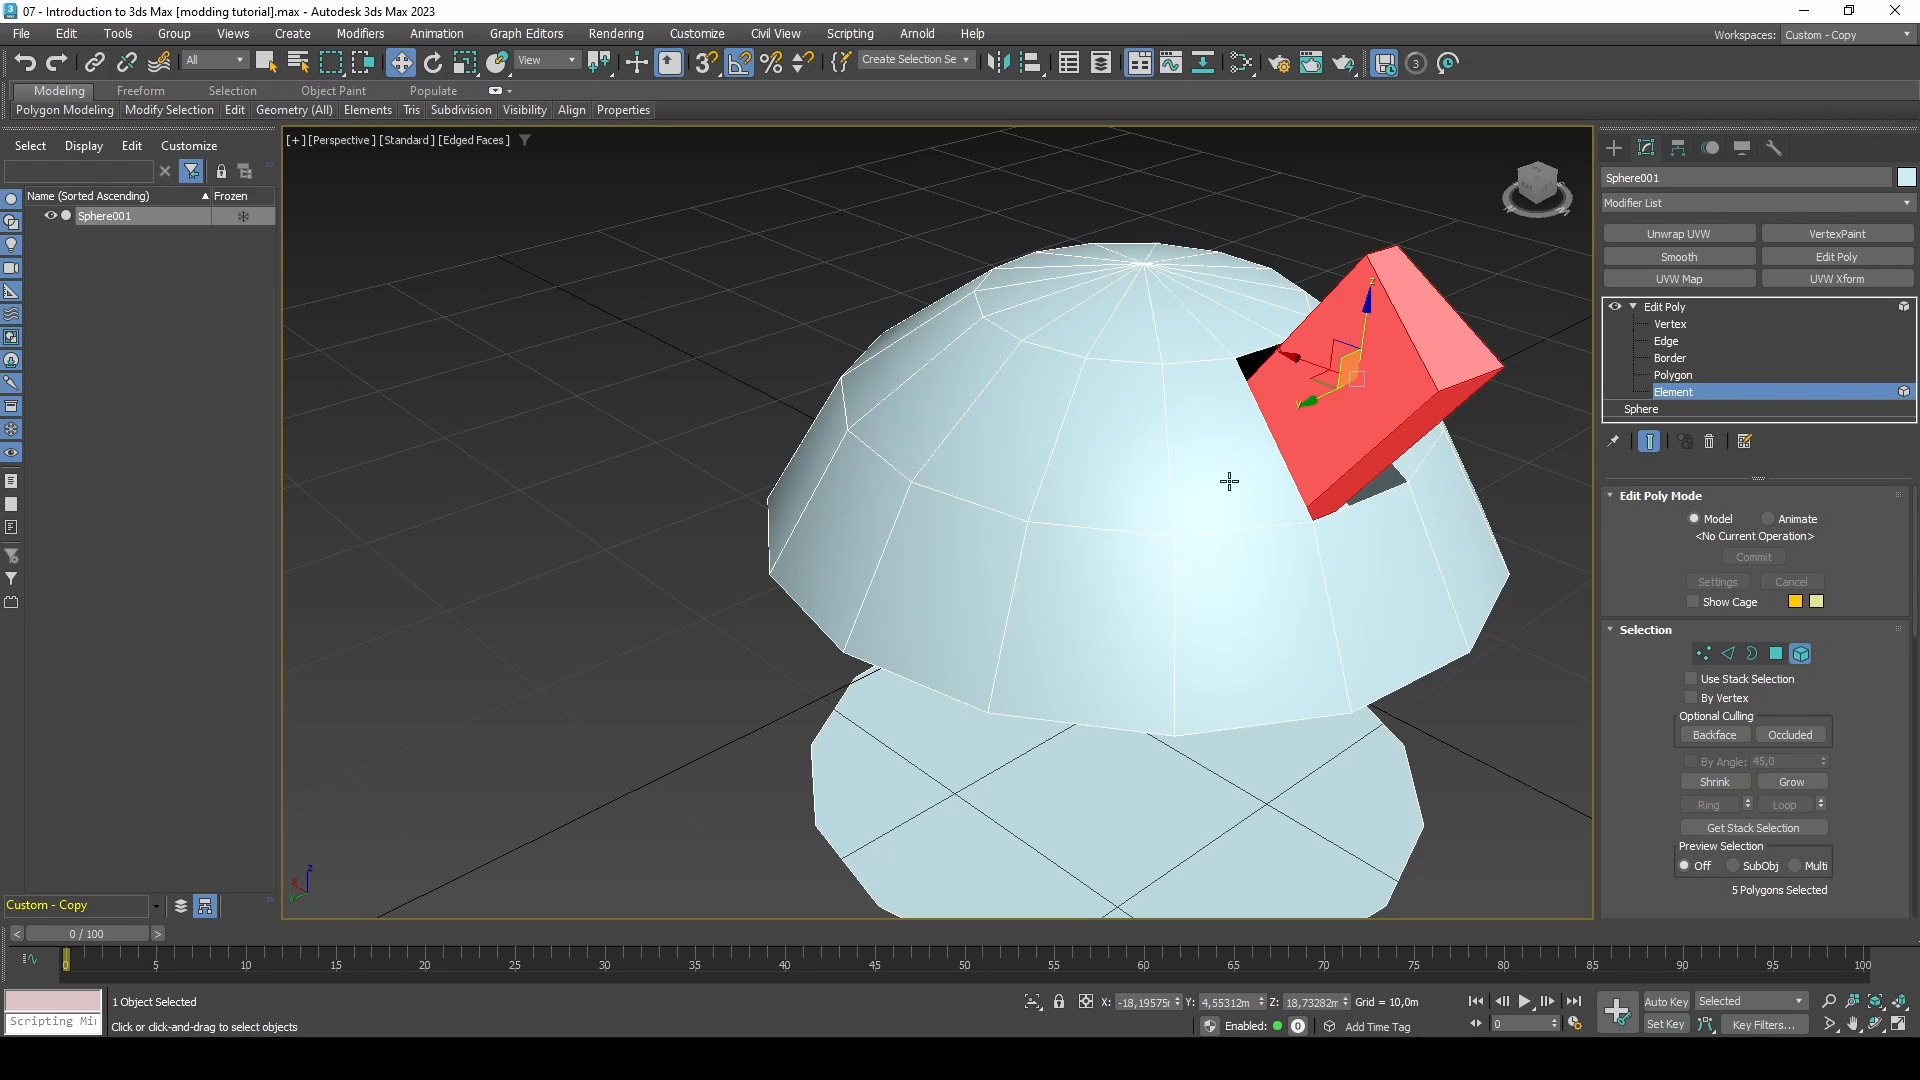 07 - Introduction to 3ds Max [modding tutorial].max - Autodesk 3ds Max 2023
File Edit Tools Group Views Create Modifiers Animation Graph Editors Rendering Customize Civil View Scripting Arnold Help
Workspaces: Custom - Copy
All View Create Selection Se
Modeling Freeform Selection Object Paint Populate
Polygon Modeling Modify Selection Edit Geometry (All) Elements Tris Subdivision Visibility Align Properties
Select Display Edit Customize
Name (Sorted Ascending) Frozen
Sphere001
[+] [Perspective] [Standard] [Edged Faces]
Sphere001
Modifier List
Unwrap UVW VertexPaint
Smooth Edit Poly
UVW Map UVW Xform
Edit Poly
Vertex
Edge
Border
Polygon
Element
Sphere
Edit Poly Mode
Model Animate
<No Current Operation>
Commit
Settings Cancel
Show Cage
Selection
Use Stack Selection
By Vertex
Optional Culling
Backface Occluded
By Angle: 45,0
Shrink Grow
Ring Loop
Get Stack Selection
Preview Selection
Off SubObj Multi
5 Polygons Selected
z
y
z
x
y
Custom - Copy
< 0 / 100 >
0 5 10 15 20 25 30 35 40 45 50 55 60 65 70 75 80 85 90 95 100
1 Object Selected
X: -18,19575 Y: 4,55312m Z: 18,73282m Grid = 10,0m
Auto Key Selected
Scripting Mi
Click or click-and-drag to select objects
Enabled: 0 Add Time Tag
0
Set Key Key Filters...